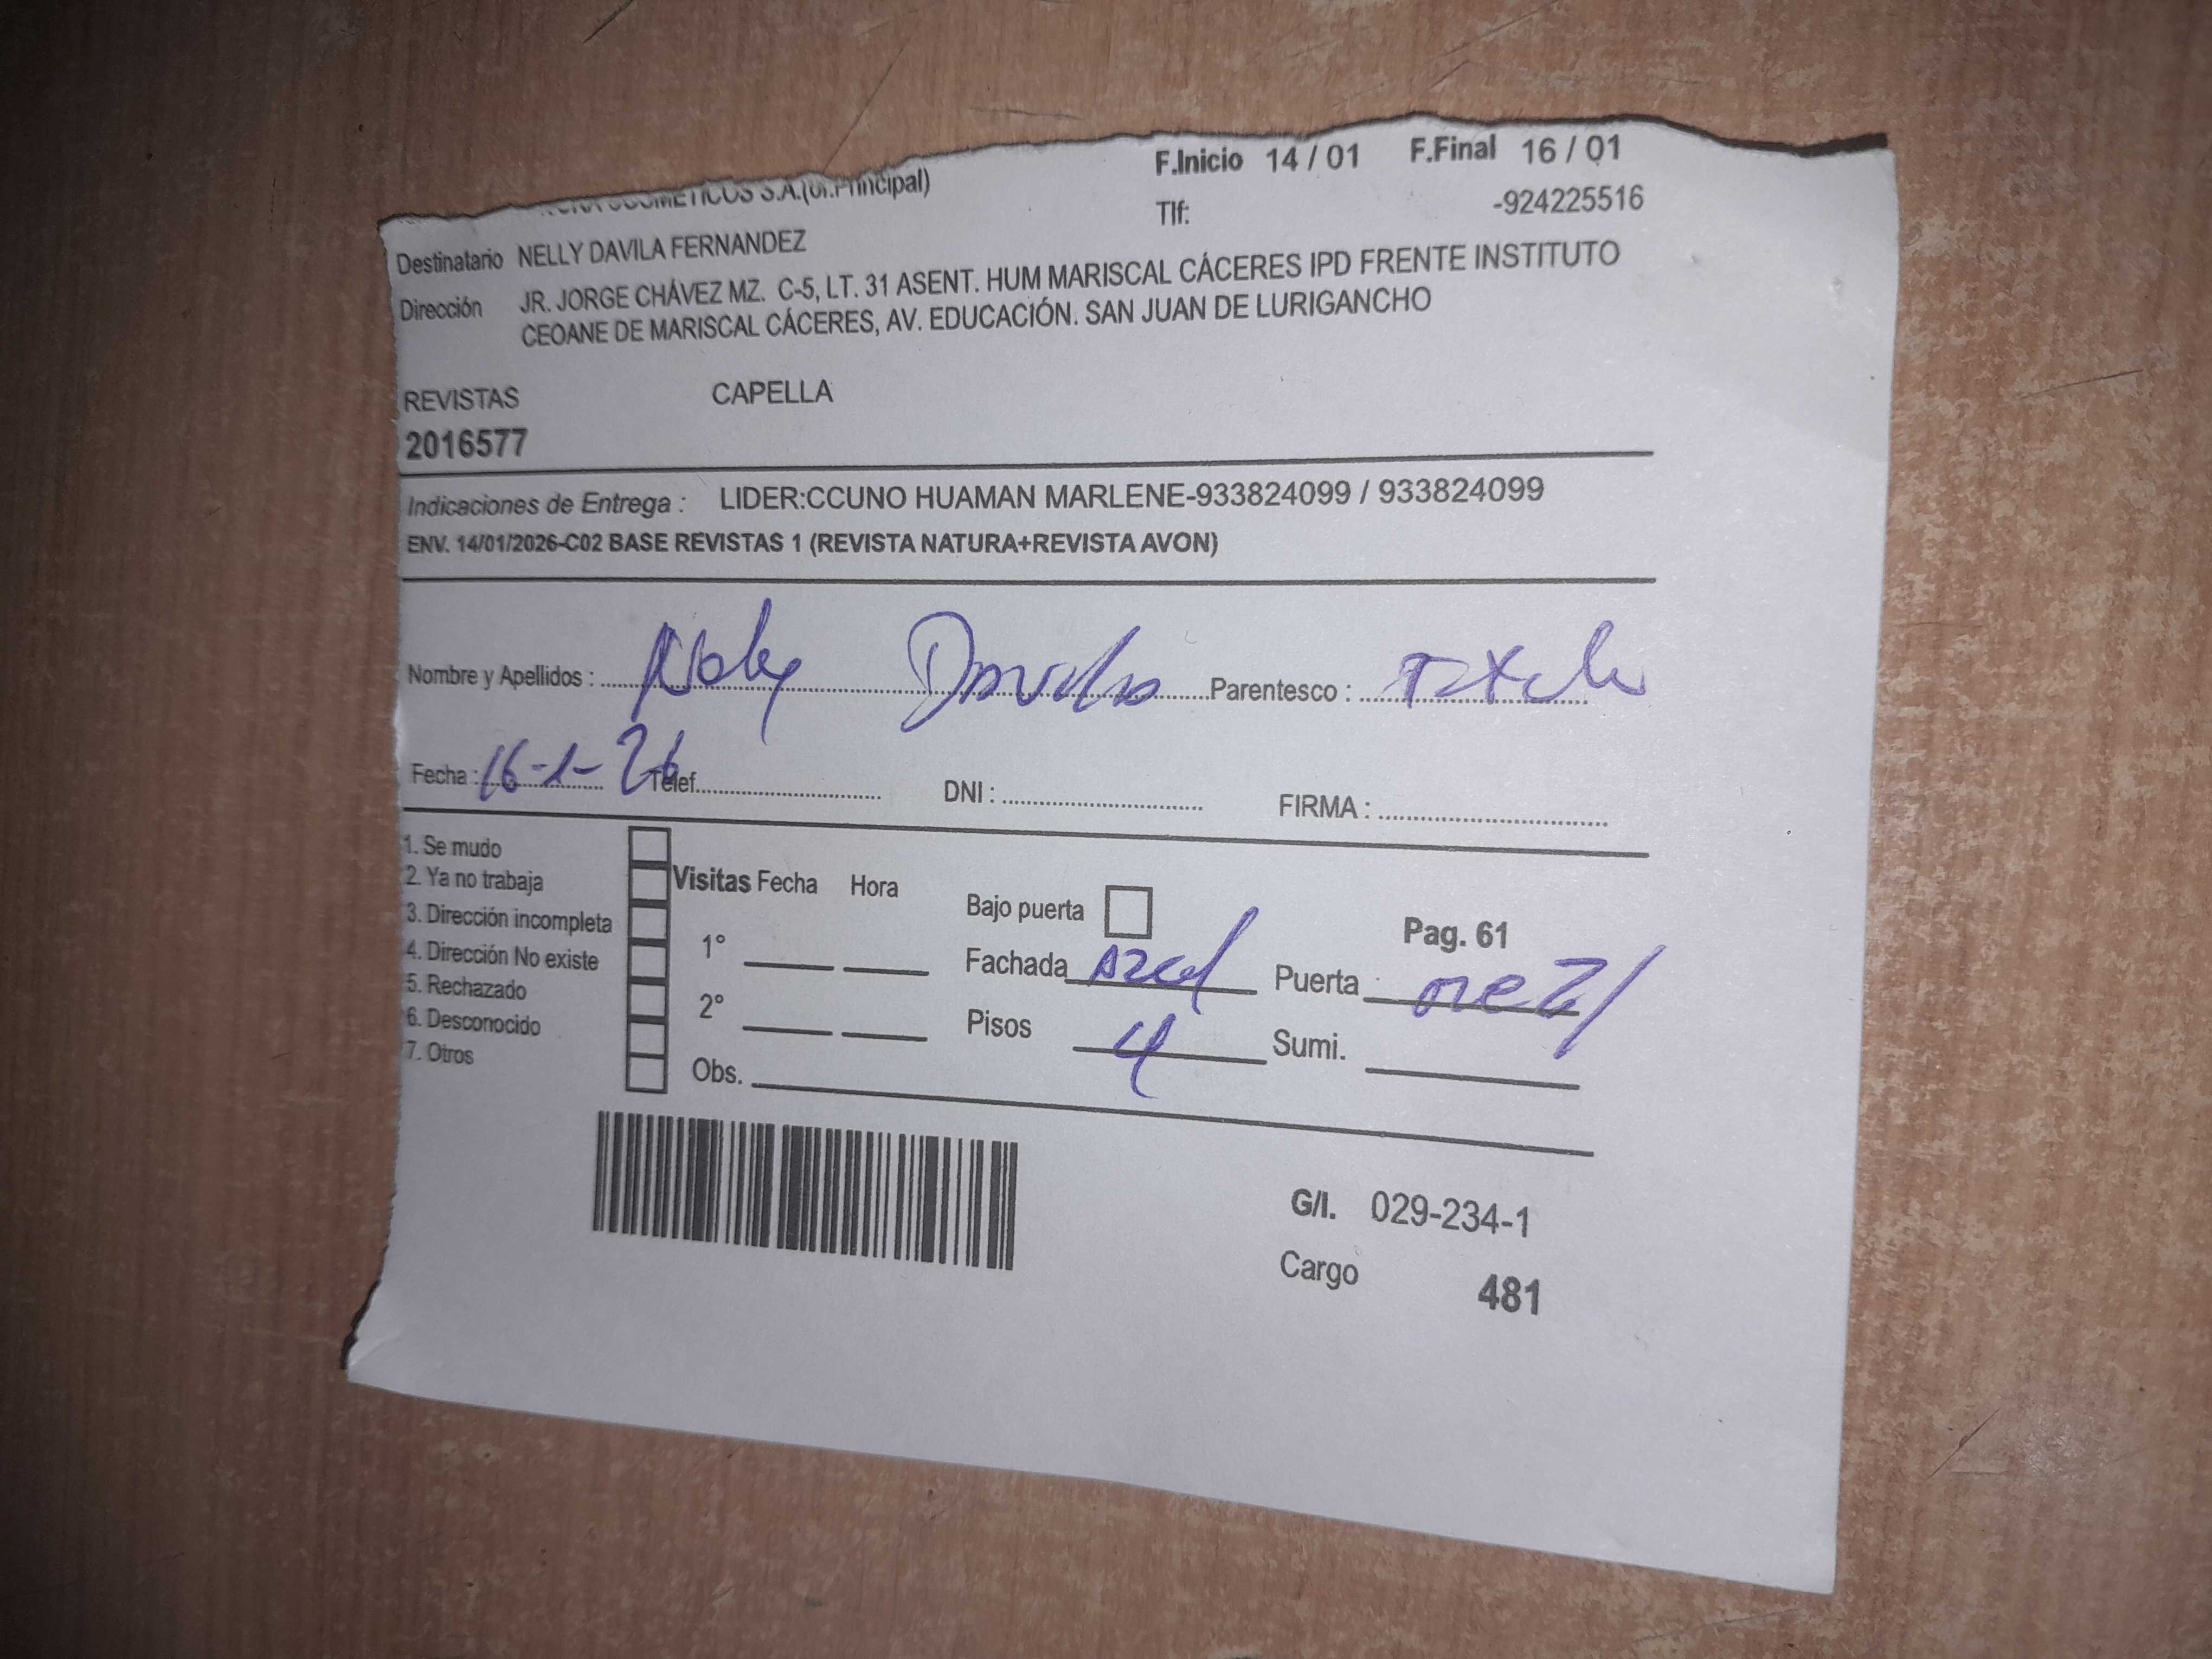 COSMETICOS S.A.(of.Principal) F.Inicio 14 / 01 F.Final 16 / 01
Tlf: -924225516
Destinatario NELLY DAVILA FERNANDEZ
Dirección JR. JORGE CHÁVEZ MZ. C-5, LT. 31 ASENT. HUM MARISCAL CÁCERES IPD FRENTE INSTITUTO
CEOANE DE MARISCAL CÁCERES, AV. EDUCACIÓN. SAN JUAN DE LURIGANCHO
REVISTAS CAPELLA
2016577
Indicaciones de Entrega : LIDER:CCUNO HUAMAN MARLENE-933824099 / 933824099
ENV. 14/01/2026-C02 BASE REVISTAS 1 (REVISTA NATURA+REVISTA AVON)
Nombre y Apellidos : Nely Davila Parentesco :
Fecha : 16-1-26 Telef. DNI : FIRMA :
1. Se mudo
2. Ya no trabaja
3. Dirección incompleta
4. Dirección No existe
5. Rechazado
6. Desconocido
7. Otros
Visitas Fecha Hora
1°
2°
Obs.
Bajo puerta Pag. 61
Fachada Azul Puerta
Pisos 4 Sumi.
G/I. 029-234-1
Cargo 481